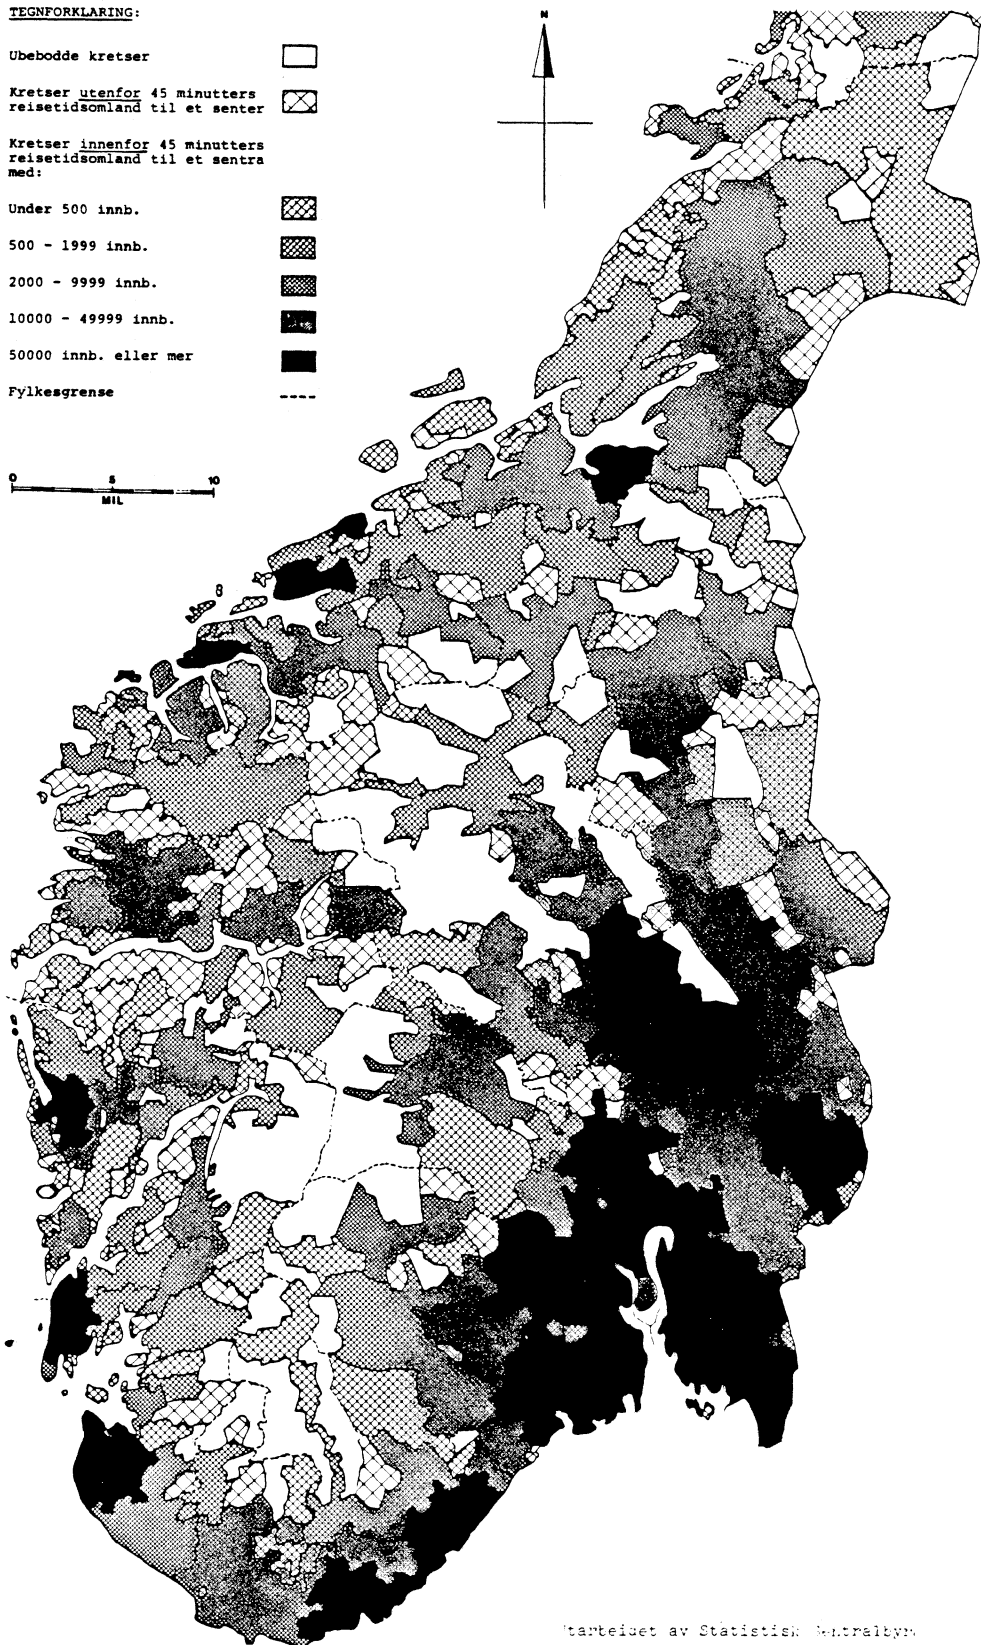 TEGNFORKLARING:
Ubebodde kretser
Kretser utenfor 45 minutters
reisetidsomland til et senter
Kretser innenfor 45 minutters
reisetidsomland til et sentra
med:
Under 500 innb.
500 - 1999 innb.
2000 - 9999 innb.
10000 - 49999 innb.
50000 innb. eller mer
Fylkesgrense
N
0 5 10
MIL
tarbeidet av Statistisk entralbyr